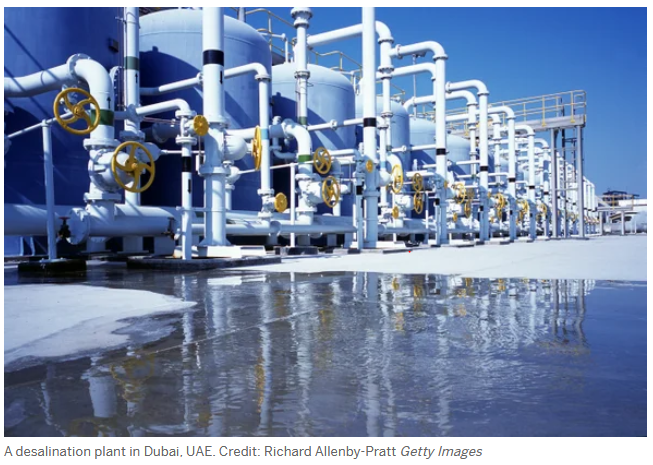 A desalination plant in Dubai, UAE. Credit: Richard Allenby-Pratt Getty Images